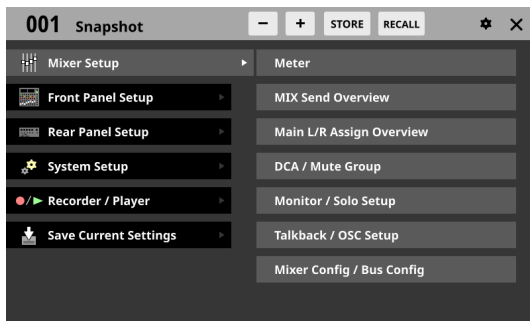 001 Snapshot - + STORE RECALL
Mixer Setup
Front Panel Setup
Rear Panel Setup
System Setup
Recorder / Player
Save Current Settings
Meter
MIX Send Overview
Main L/R Assign Overview
DCA / Mute Group
Monitor / Solo Setup
Talkback / OSC Setup
Mixer Config / Bus Config